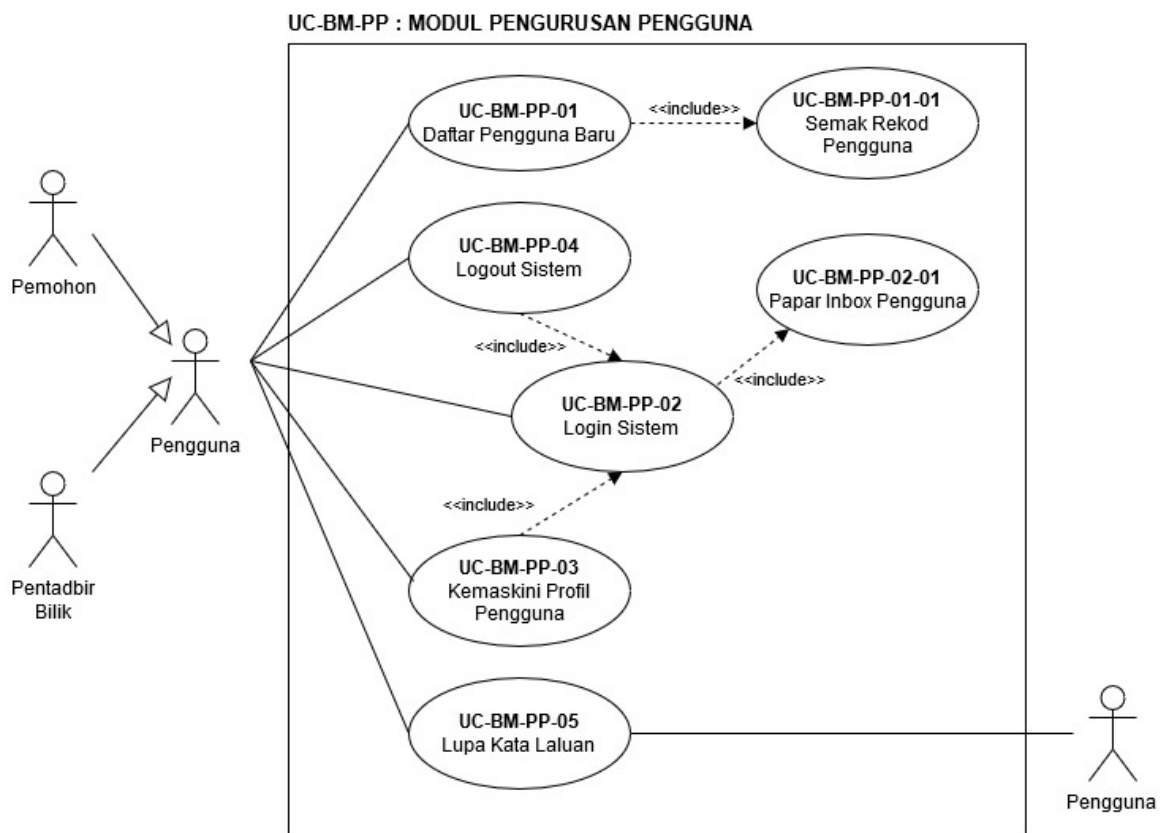 UC-BM-PP : MODUL PENGURUSAN PENGGUNA
UC-BM-PP-01
Daftar Pengguna Baru
<<include>>
UC-BM-PP-01-01
Semak Rekod
Pengguna
Pemohon
UC-BM-PP-04
Logout Sistem
UC-BM-PP-02-01
Papar Inbox Pengguna
<<include>>
<<include>>
UC-BM-PP-02
Login Sistem
Pengguna
<<include>>
UC-BM-PP-03
Kemaskini Profil
Pengguna
Pentadbir
Bilik
UC-BM-PP-05
Lupa Kata Laluan
Pengguna